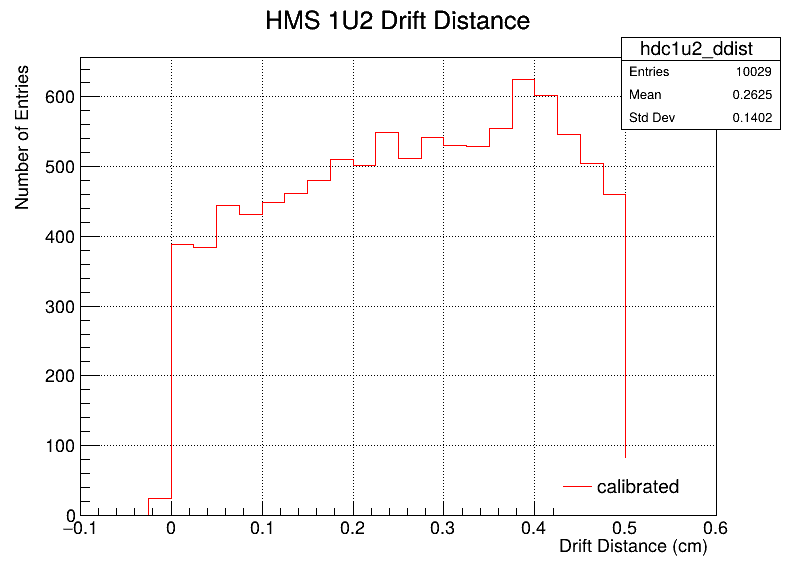 HMS 1U2 Drift Distance
hdc1u2_ddist
Entries 10029
Mean 0.2625
Std Dev 0.1402
Number of Entries
600
500
400
300
200
100
0
calibrated
−0.1 0 0.1 0.2 0.3 0.4 0.5 0.6
Drift Distance (cm)